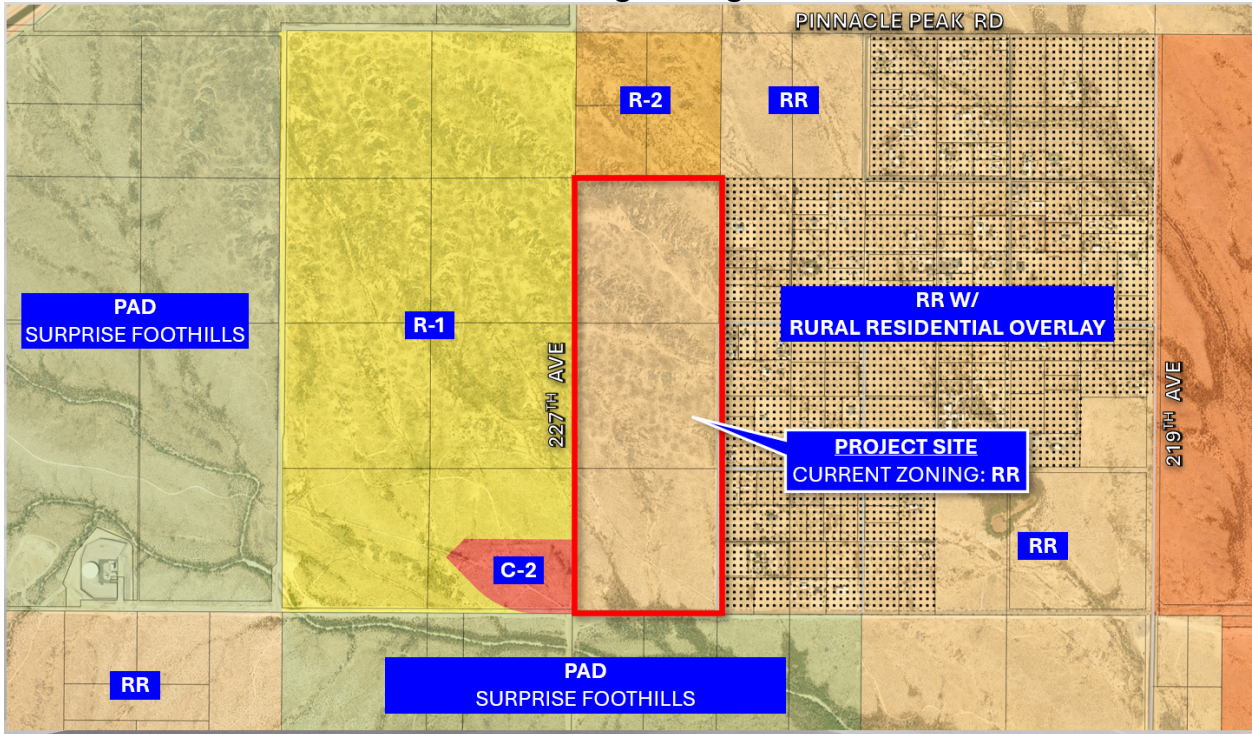 PINNACLE PEAK RD
R-2
RR
PAD
SURPRISE FOOTHILLS
R-1
227TH AVE
RR W/
RURAL RESIDENTIAL OVERLAY
219TH AVE
PROJECT SITE
CURRENT ZONING: RR
C-2
RR
RR
PAD
SURPRISE FOOTHILLS